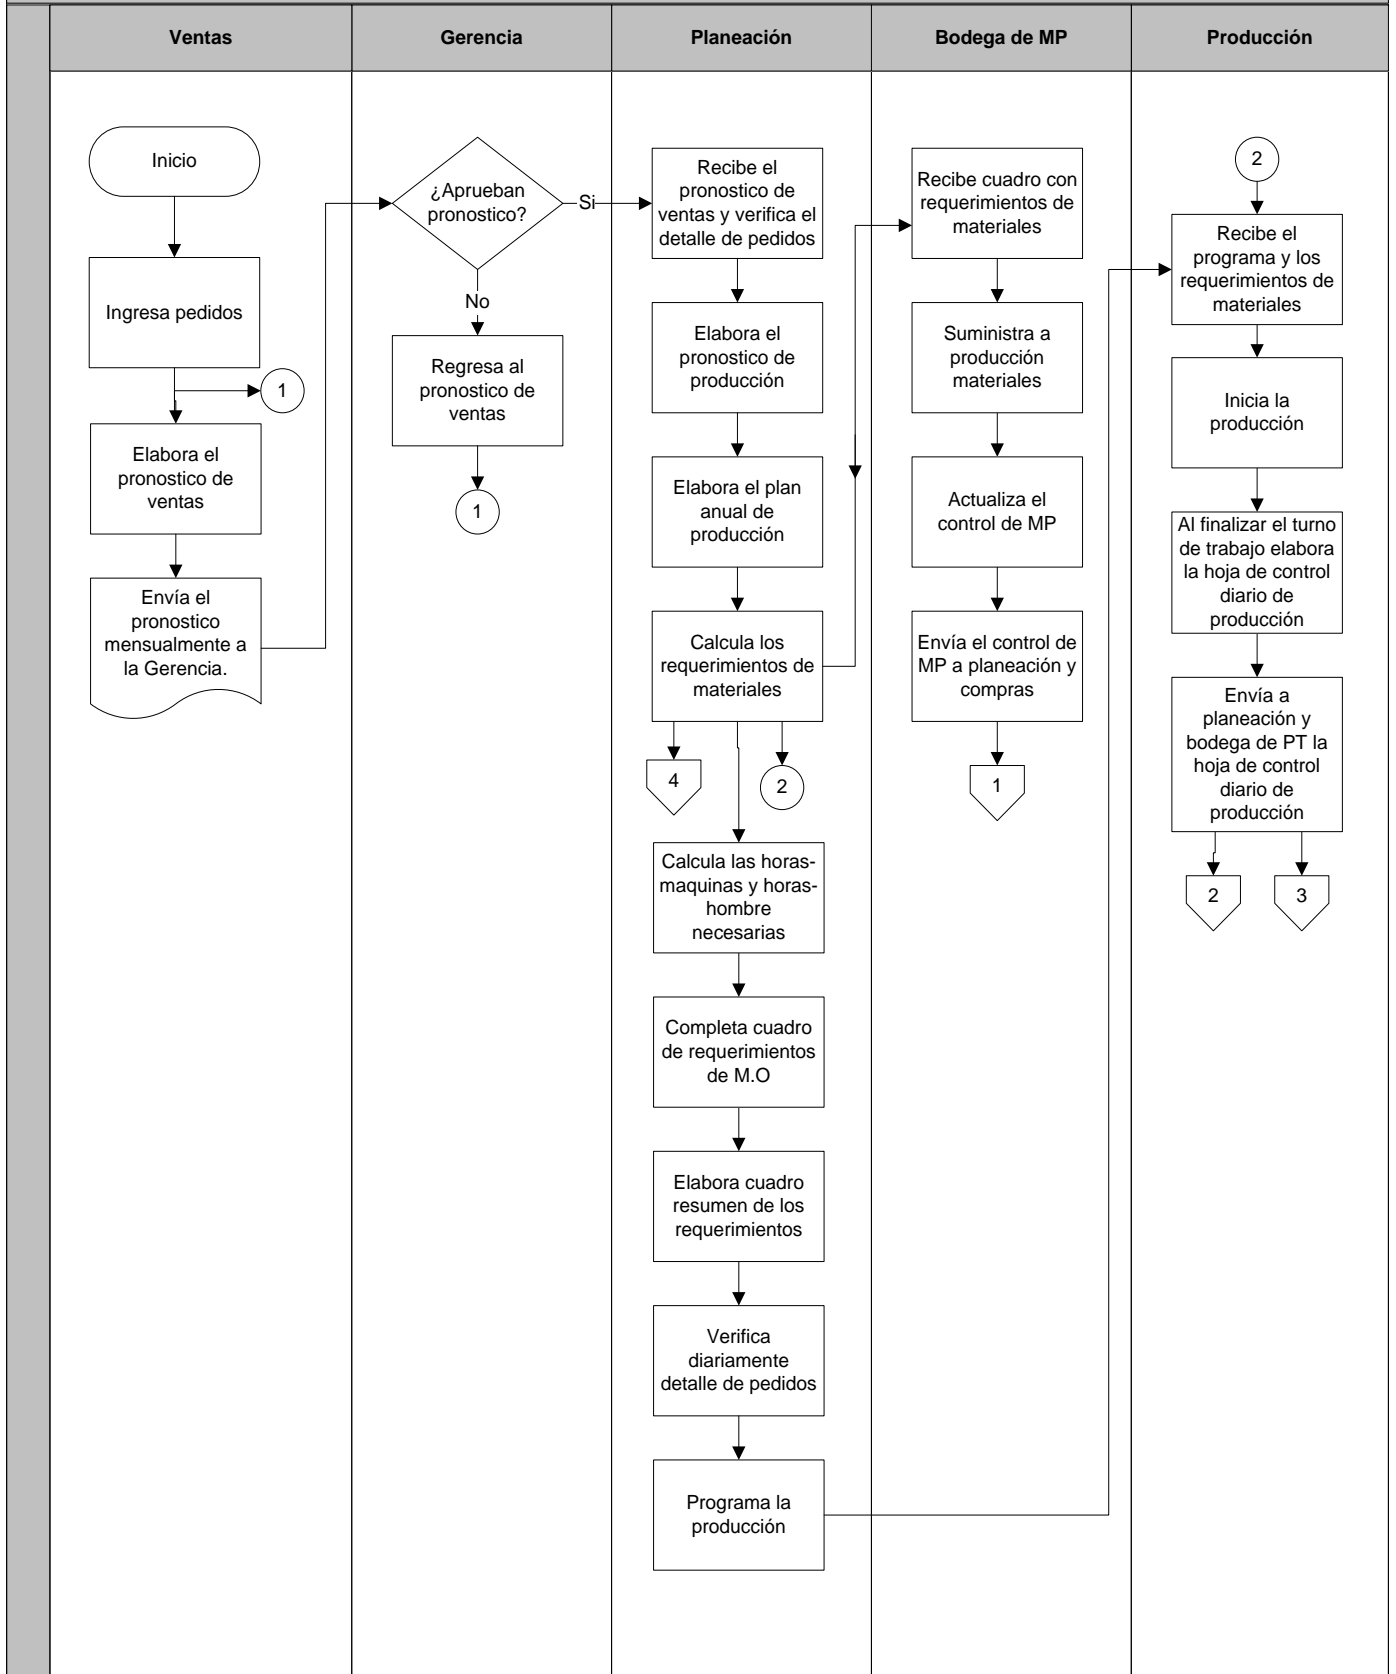 Ventas
Gerencia
Planeación
Bodega de MP
Producción
Inicio
Ingresa pedidos
1
Elabora el
pronostico de
ventas
Envía el
pronostico
mensualmente a
la Gerencia.
¿Aprueban
pronostico?
Si
No
Regresa al
pronostico de
ventas
1
Recibe el
pronostico de
ventas y verifica el
detalle de pedidos
Elabora el
pronostico de
producción
Elabora el plan
anual de
producción
Calcula los
requerimientos de
materiales
4
2
Calcula las horas-
maquinas y horas-
hombre
necesarias
Completa cuadro
de requerimientos
de M.O
Elabora cuadro
resumen de los
requerimientos
Verifica
diariamente
detalle de pedidos
Programa la
producción
Recibe cuadro con
requerimientos de
materiales
Suministra a
producción
materiales
Actualiza el
control de MP
Envía el control de
MP a planeación y
compras
1
2
Recibe el
programa y los
requerimientos de
materiales
Inicia la
producción
Al finalizar el turno
de trabajo elabora
la hoja de control
diario de
producción
Envía a
planeación y
bodega de PT la
hoja de control
diario de
producción
2
3